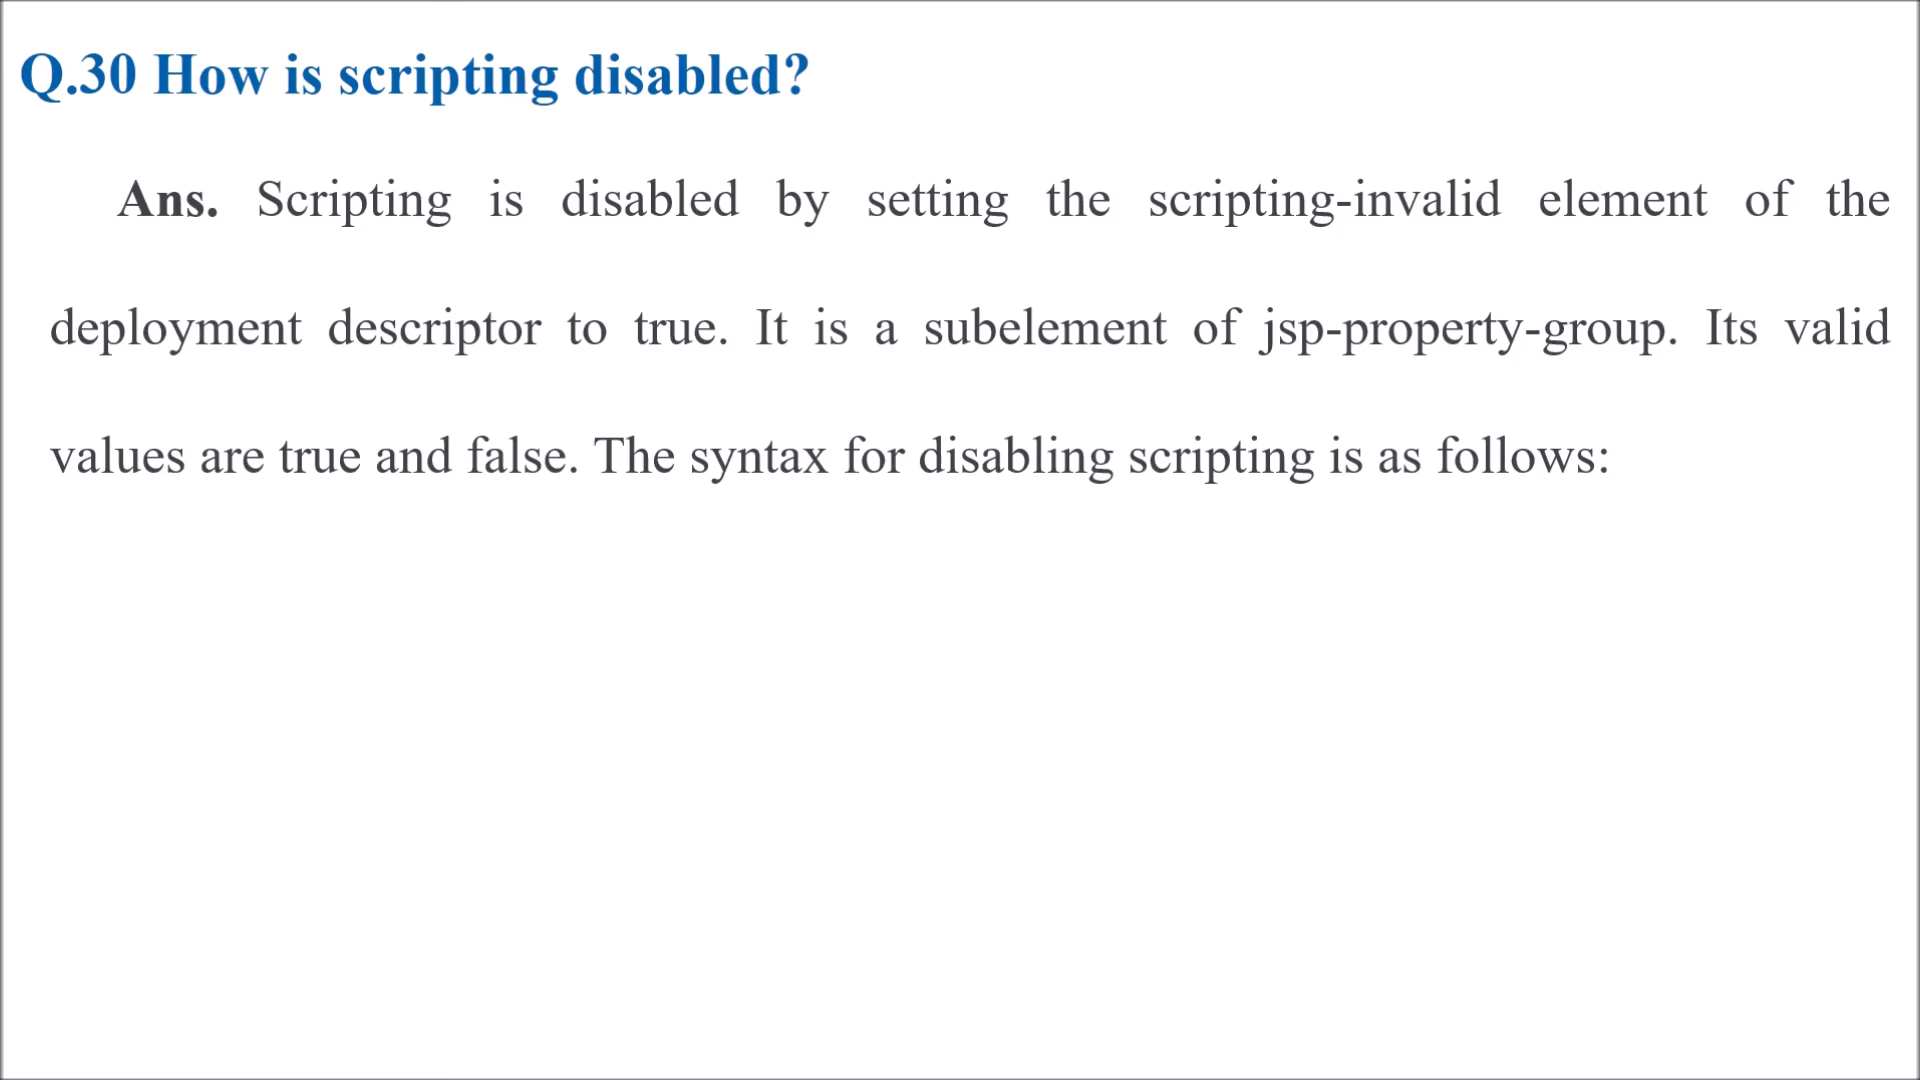 Q.30 How is scripting disabled?
Ans. Scripting is disabled by setting the scripting-invalid element of the
deployment descriptor to true. It is a subelement of jsp-property-group. Its valid
values are true and false. The syntax for disabling scripting is as follows: